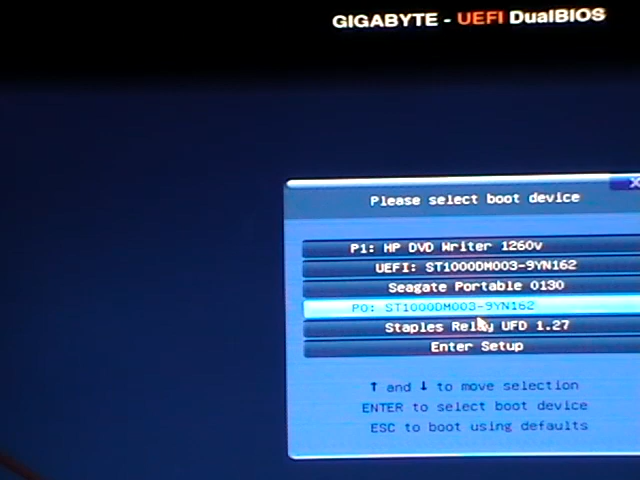 GIGABYTE - UEFI DualBIOS
X
Please select boot device
P1: HP DVD Writer 1260v
UEFI: ST1000DM003-9YN162
Seagate Portable 0130
P0: ST1000DM003-9YN162
Staples Relay UFD 1.27
Enter Setup
↑ and ↓ to move selection
ENTER to select boot device
ESC to boot using defaults